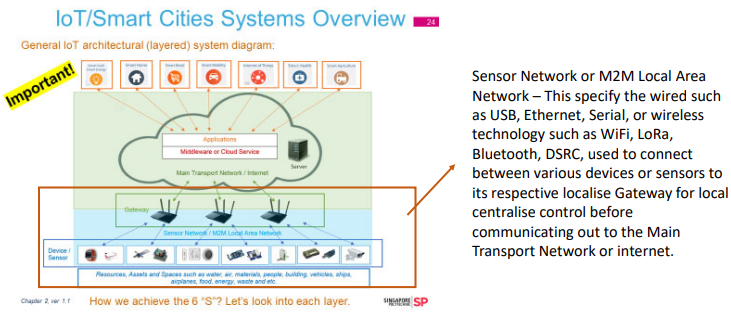 IoT/Smart Cities Systems Overview
24
General IoT architectural (layered) system diagram:
Important!
Smart Home
Smart Retail
Smart Mobility
Internet of Things
Smart Health
Smart Agriculture
Applications
Middleware or Cloud Service
Server
Main Transport Network / Internet
Gateway
Sensor Network / M2M Local Area Network
Device /
Sensor
Resources, Assets and Spaces such as water, air, materials, people, building, vehicles, ships,
airplanes, food, energy, waste and etc.
Chapter 2, ver 1.1
How we achieve the 6 “S”? Let’s look into each layer.
SINGAPORE
POLYTECHNIC
SP
Sensor Network or M2M Local Area
Network – This specify the wired such
as USB, Ethernet, Serial, or wireless
technology such as WiFi, LoRa,
Bluetooth, DSRC, used to connect
between various devices or sensors to
its respective localise Gateway for local
centralise control before
communicating out to the Main
Transport Network or internet.